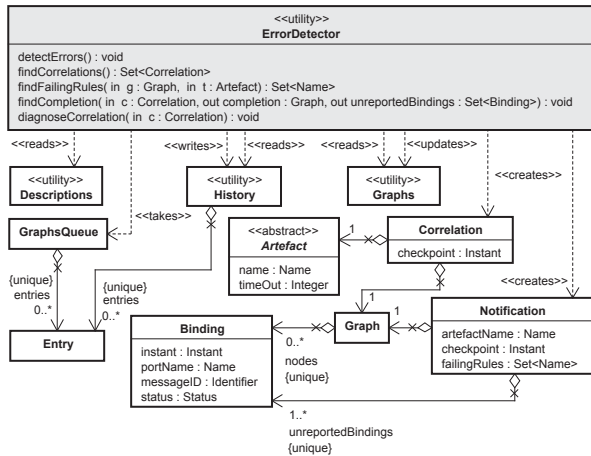 <<utility>>
ErrorDetector
detectErrors() : void
findCorrelations() : Set<Correlation>
findFailingRules( in g : Graph, in t : Artefact) : Set<Name>
findCompletion( in c : Correlation, out completion : Graph, out unreportedBindings : Set<Binding>) : void
diagnoseCorrelation( in c : Correlation) : void
<<reads>>
<<writes>>
<<reads>>
<<reads>>
<<updates>>
<<creates>>
<<utility>>
Descriptions
<<utility>>
History
<<utility>>
Graphs
GraphsQueue
<<takes>>
<<abstract>>
Artefact
name : Name
timeOut : Integer
1
Correlation
checkpoint : Instant
<<creates>>
{unique}
entries
0..*
{unique}
entries
0..*
1
Entry
Binding
instant : Instant
portName : Name
messageID : Identifier
status : Status
0..*
nodes
{unique}
Graph
1
Notification
artefactName : Name
checkpoint : Instant
failingRules : Set<Name>
1..*
unreportedBindings
{unique}